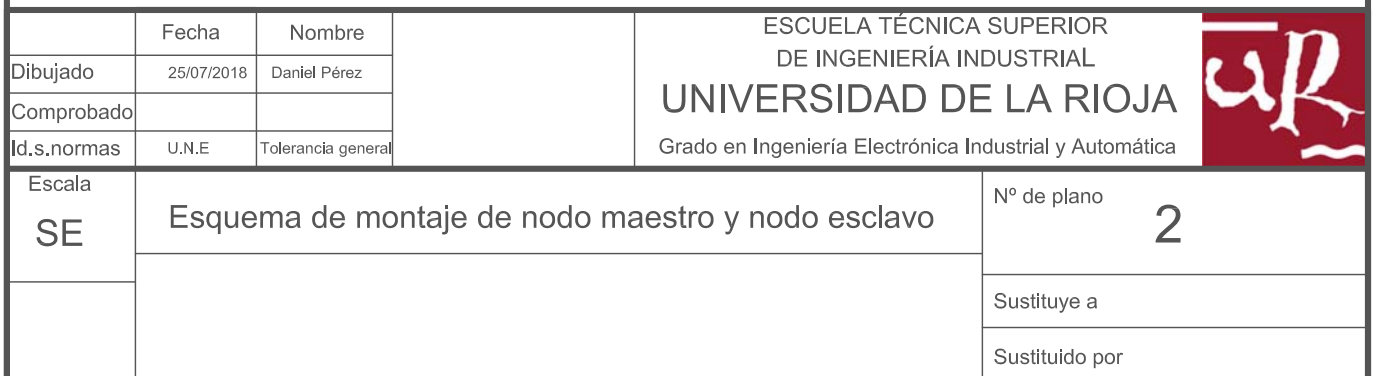 Fecha Nombre
Dibujado 25/07/2018 Daniel Pérez
Comprobado
Id.s.normas U.N.E Tolerancia general
ESCUELA TÉCNICA SUPERIOR
DE INGENIERÍA INDUSTRIAL
UNIVERSIDAD DE LA RIOJA
Grado en Ingeniería Electrónica Industrial y Automática
UR
Escala
SE
Esquema de montaje de nodo maestro y nodo esclavo
Nº de plano
2
Sustituye a
Sustituido por